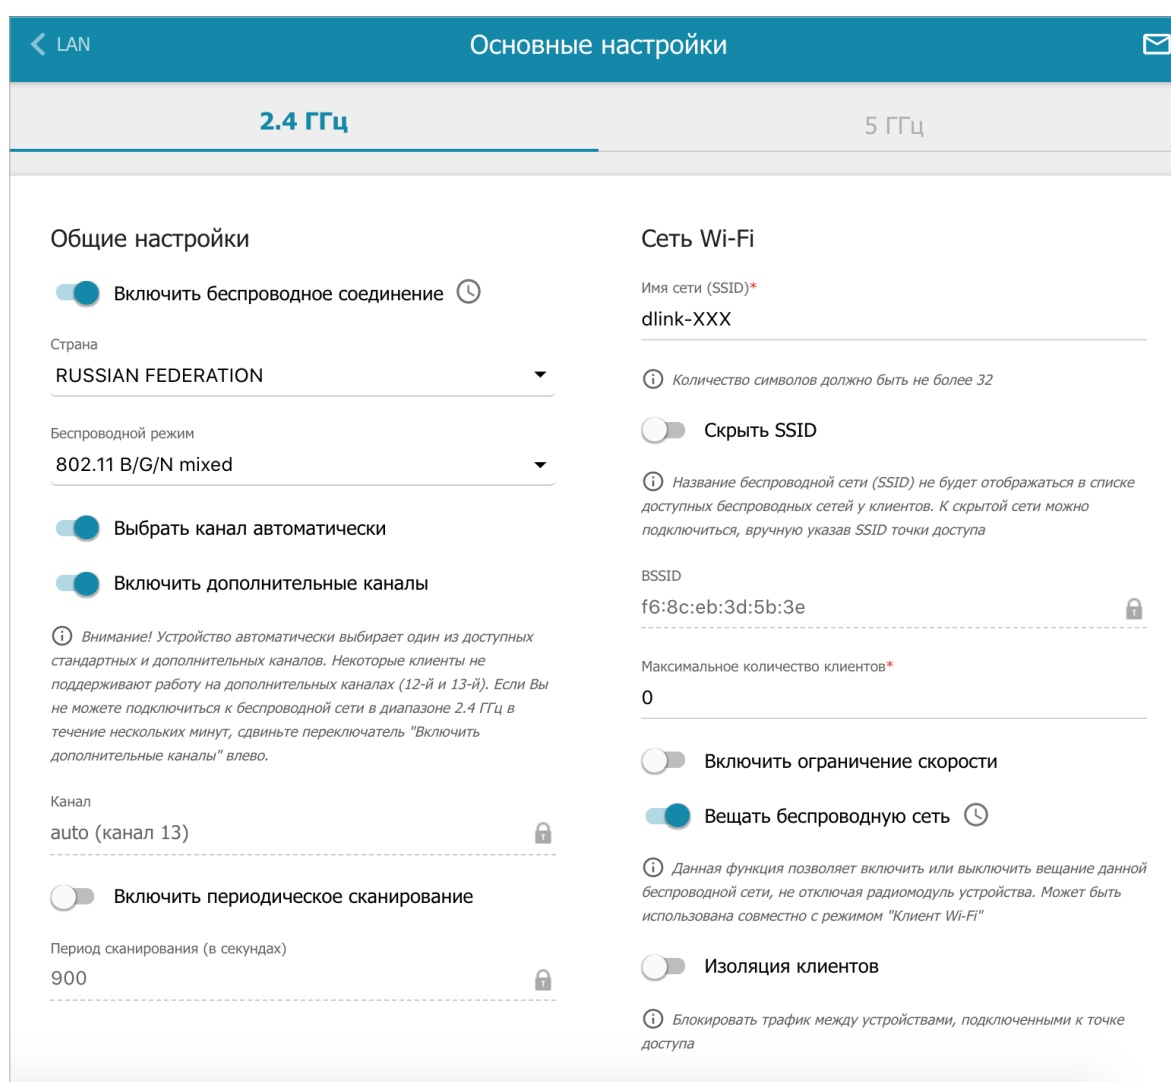 LAN
Основные настройки
2.4 ГГц
5 ГГц
Общие настройки
Включить беспроводное соединение
Страна
RUSSIAN FEDERATION
Беспроводной режим
802.11 B/G/N mixed
Выбрать канал автоматически
Включить дополнительные каналы
Внимание! Устройство автоматически выбирает один из доступных
стандартных и дополнительных каналов. Некоторые клиенты не
поддерживают работу на дополнительных каналах (12-й и 13-й). Если Вы
не можете подключиться к беспроводной сети в диапазоне 2.4 ГГц в
течение нескольких минут, сдвиньте переключатель "Включить
дополнительные каналы" влево.
Канал
auto (канал 13)
Включить периодическое сканирование
Период сканирования (в секундах)
900
Сеть Wi-Fi
Имя сети (SSID)*
dlink-XXX
Количество символов должно быть не более 32
Скрыть SSID
Название беспроводной сети (SSID) не будет отображаться в списке
доступных беспроводных сетей у клиентов. К скрытой сети можно
подключиться, вручную указав SSID точки доступа
BSSID
f6:8c:eb:3d:5b:3e
Максимальное количество клиентов*
0
Включить ограничение скорости
Вещать беспроводную сеть
Данная функция позволяет включить или выключить вещание данной
беспроводной сети, не отключая радиомодуль устройства. Может быть
использована совместно с режимом "Клиент Wi-Fi"
Изоляция клиентов
Блокировать трафик между устройствами, подключенными к точке
доступа